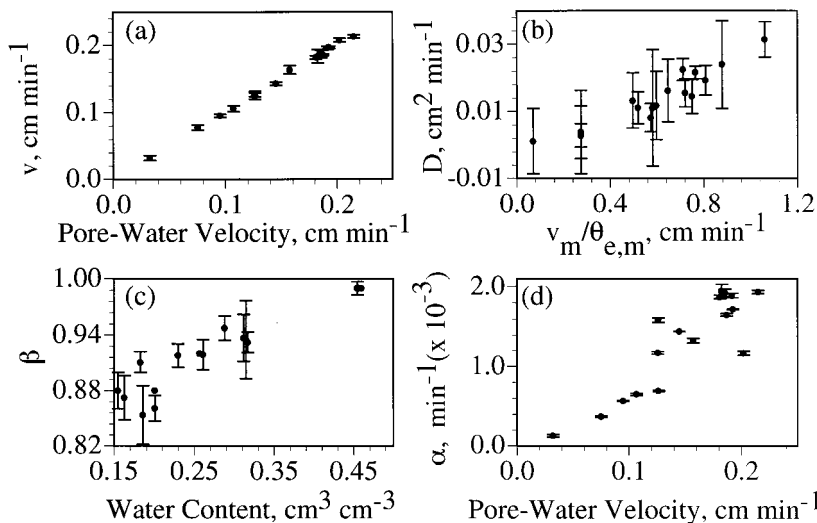 (a)
v, cm min⁻¹
0.2
0.1
0.0
0.0 0.1 0.2
Pore-Water Velocity, cm min⁻¹
(b)
D, cm² min⁻¹
0.03
0.01
-0.01
0.0 0.4 0.8 1.2
vₘ/θₑ,ₘ, cm min⁻¹
(c)
β
1.00
0.94
0.88
0.82
0.15 0.25 0.35 0.45
Water Content, cm³ cm⁻³
(d)
α, min⁻¹(x 10⁻³)
2.0
1.0
0.0
0.0 0.1 0.2
Pore-Water Velocity, cm min⁻¹